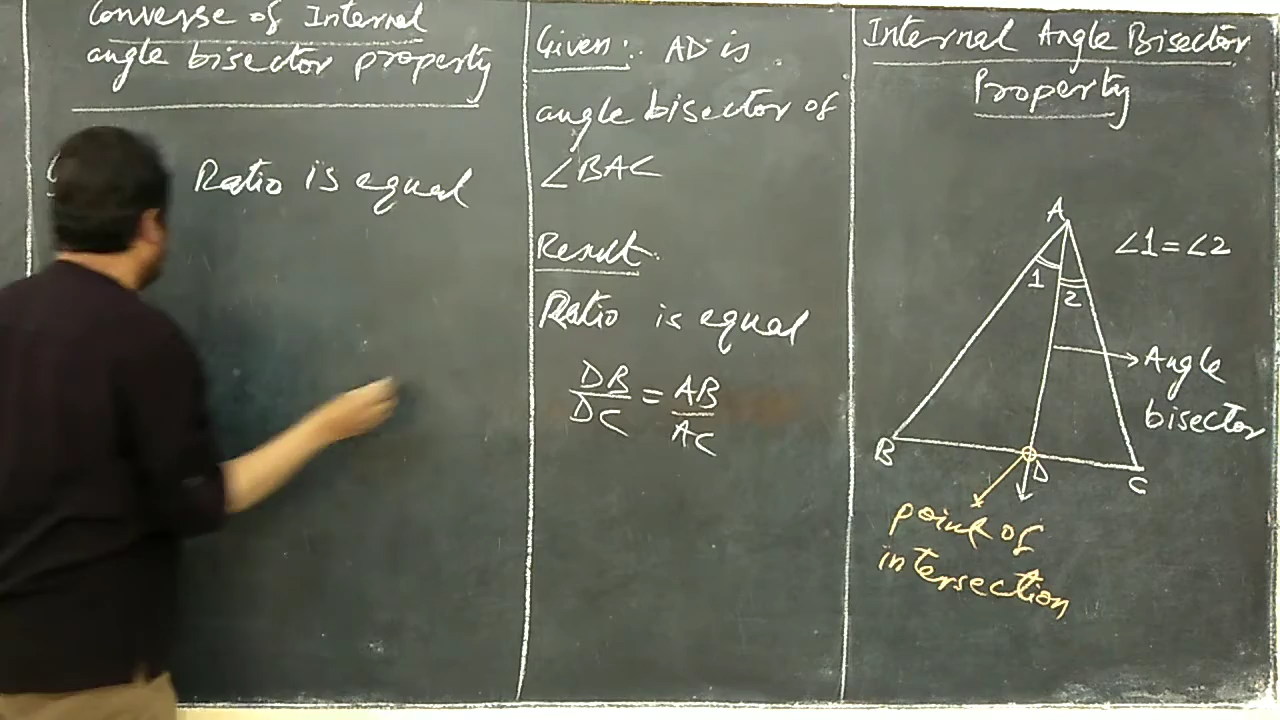 Converse of Internal
angle bisector property
Ratio is equal
Given:. AD is
angle bisector of
∠BAC
Result.
Ratio is equal
DB/DC = AB/AC
Internal Angle Bisector
Property
A
∠1=∠2
1
2
Angle
bisector
B
D
C
point of
intersection